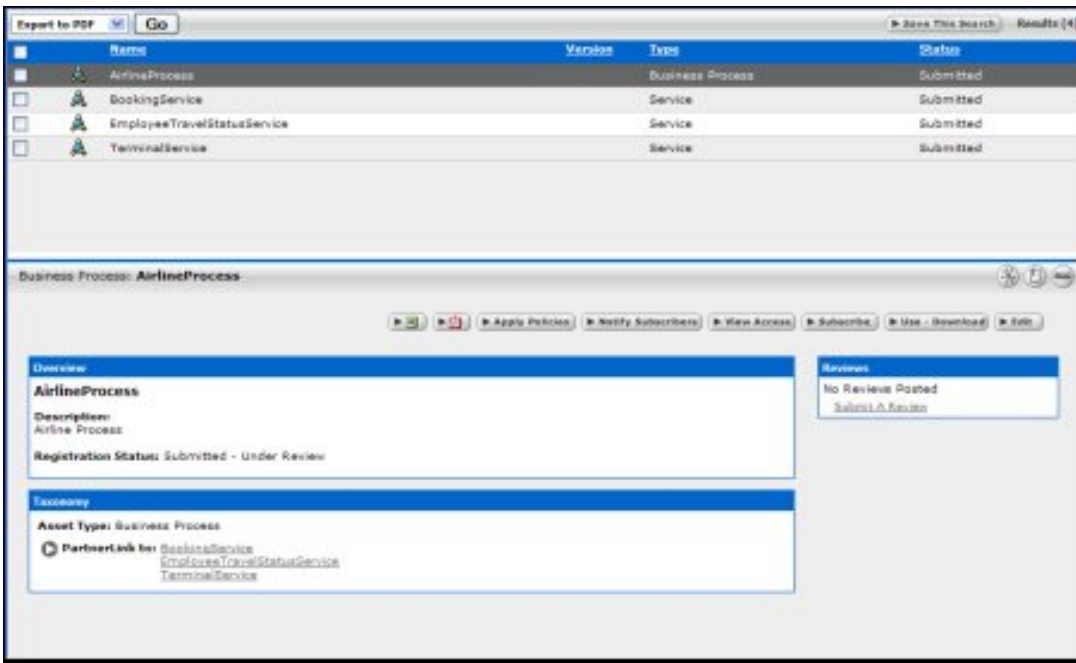 Export to PDF Go Save This Search Results (4)
Name Version Type Status
AirlineProcess Business Process Submitted
BookingService Service Submitted
EmployeeTravelStatusService Service Submitted
TerminalService Service Submitted
Business Process: AirlineProcess
Apply Policies Notify Subscribers View Access Subscribe Use - Download Edit
Overview
AirlineProcess
Description:
Airline Process
Registration Status: Submitted - Under Review
Reviews
No Reviews Posted
Submit A Review
Taxonomy
Asset Type: Business Process
PartnerLink to: BookingService
EmployeeTravelStatusService
TerminalService